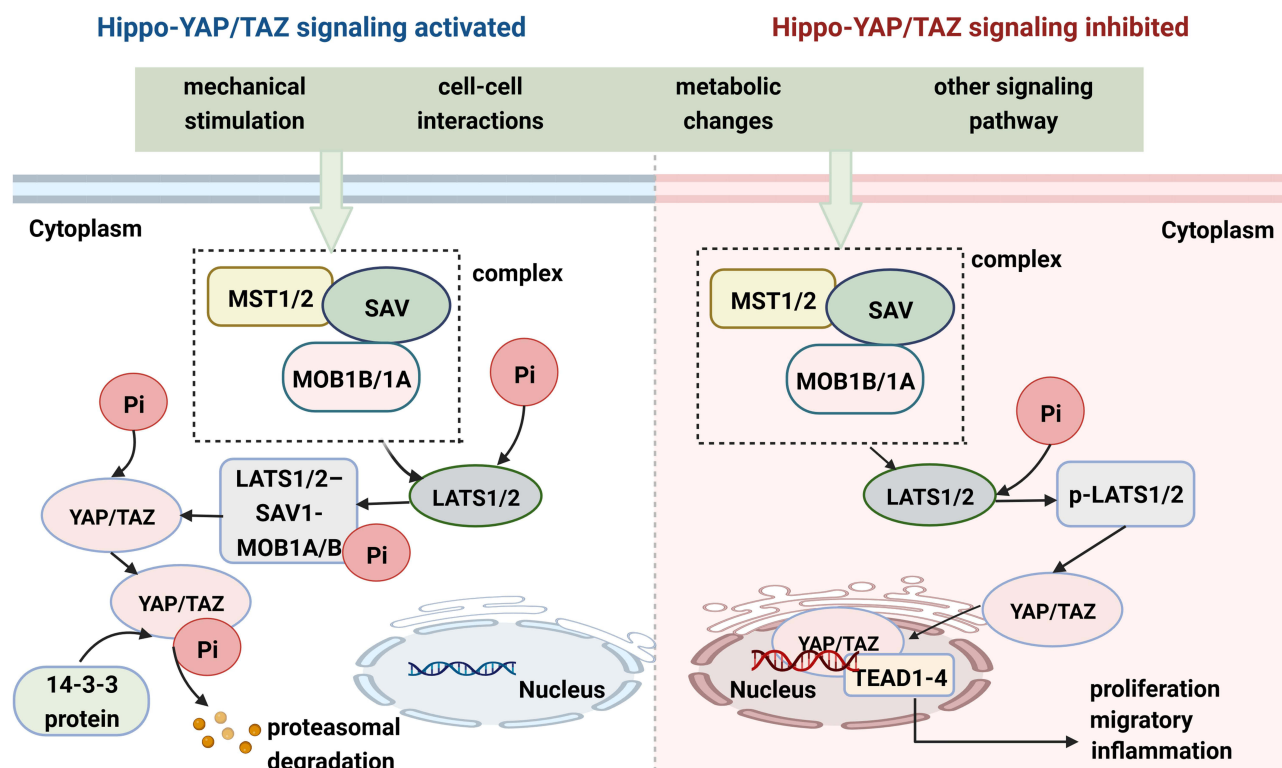 Hippo-YAP/TAZ signaling activated
Hippo-YAP/TAZ signaling inhibited
mechanical
stimulation
cell-cell
interactions
metabolic
changes
other signaling
pathway
Cytoplasm
complex
MST1/2
SAV
MOB1B/1A
Pi
Pi
LATS1/2
LATS1/2–
SAV1-
MOB1A/B
Pi
YAP/TAZ
YAP/TAZ
Pi
14-3-3
protein
proteasomal
degradation
Nucleus
Cytoplasm
complex
MST1/2
SAV
MOB1B/1A
Pi
LATS1/2
p-LATS1/2
YAP/TAZ
YAP/TAZ
TEAD1-4
Nucleus
proliferation
migratory
inflammation